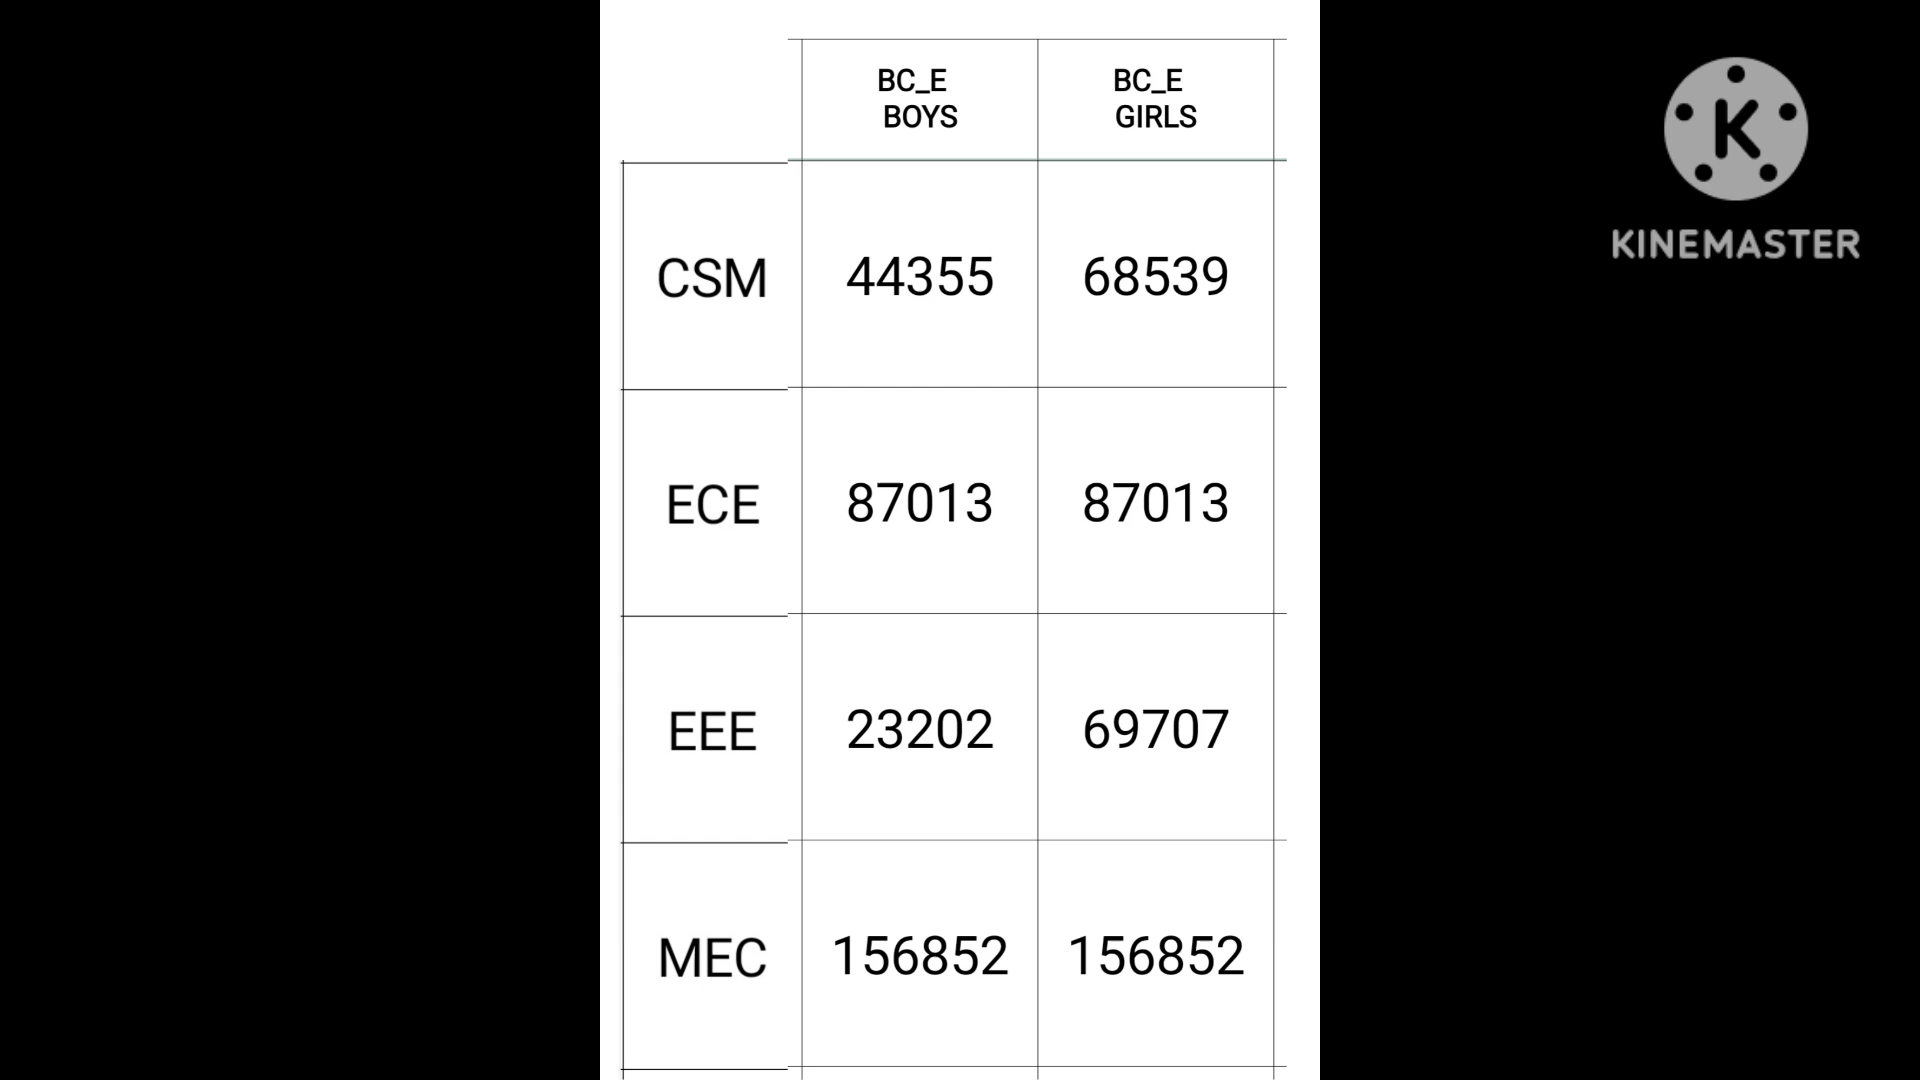 BC_E BC_E
BOYS GIRLS
CSM 44355 68539
ECE 87013 87013
EEE 23202 69707
MEC 156852 156852
K
KINEMASTER